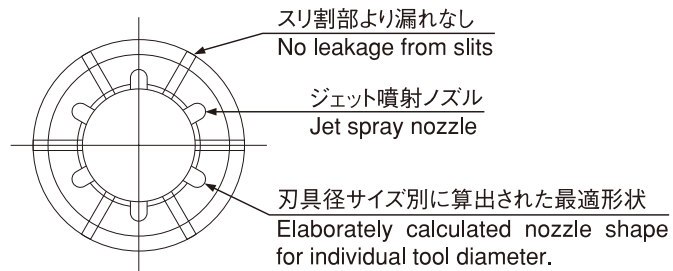 スリ割部より漏れなし
No leakage from slits
ジェット噴射ノズル
Jet spray nozzle
刃具径サイズ別に算出された最適形状
Elaborately calculated nozzle shape
for individual tool diameter.